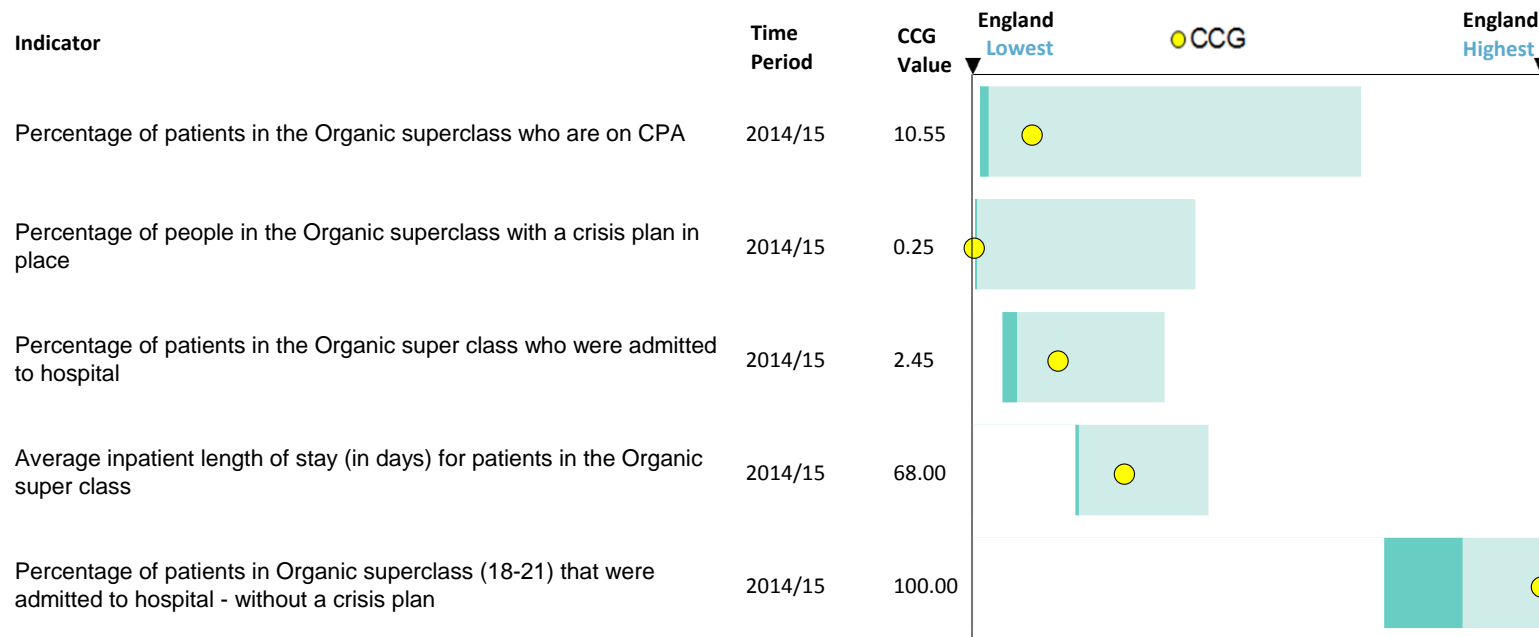 Indicator
Time Period
CCG Value
England Lowest
CCG
England Highest
Percentage of patients in the Organic superclass who are on CPA
2014/15
10.55
Percentage of people in the Organic superclass with a crisis plan in
place
2014/15
0.25
Percentage of patients in the Organic super class who were admitted
to hospital
2014/15
2.45
Average inpatient length of stay (in days) for patients in the Organic
super class
2014/15
68.00
Percentage of patients in Organic superclass (18-21) that were
admitted to hospital - without a crisis plan
2014/15
100.00